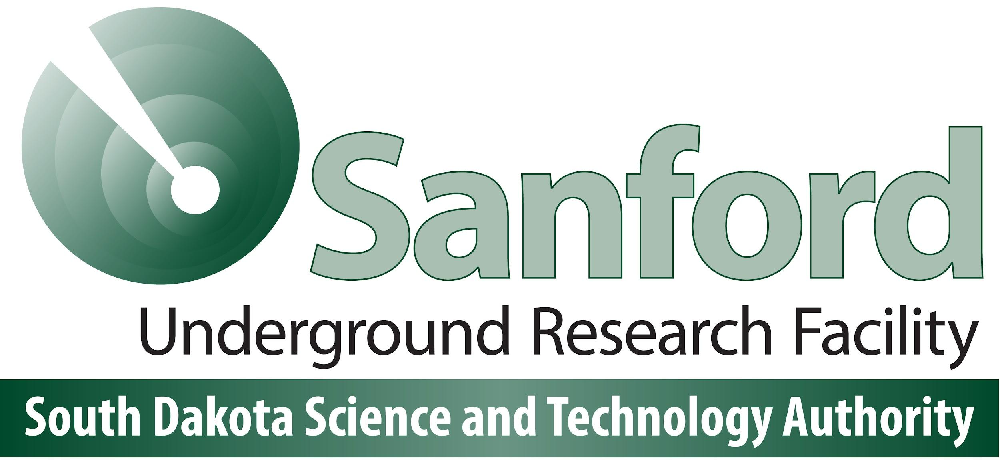 Sanford
Underground Research Facility
South Dakota Science and Technology Authority